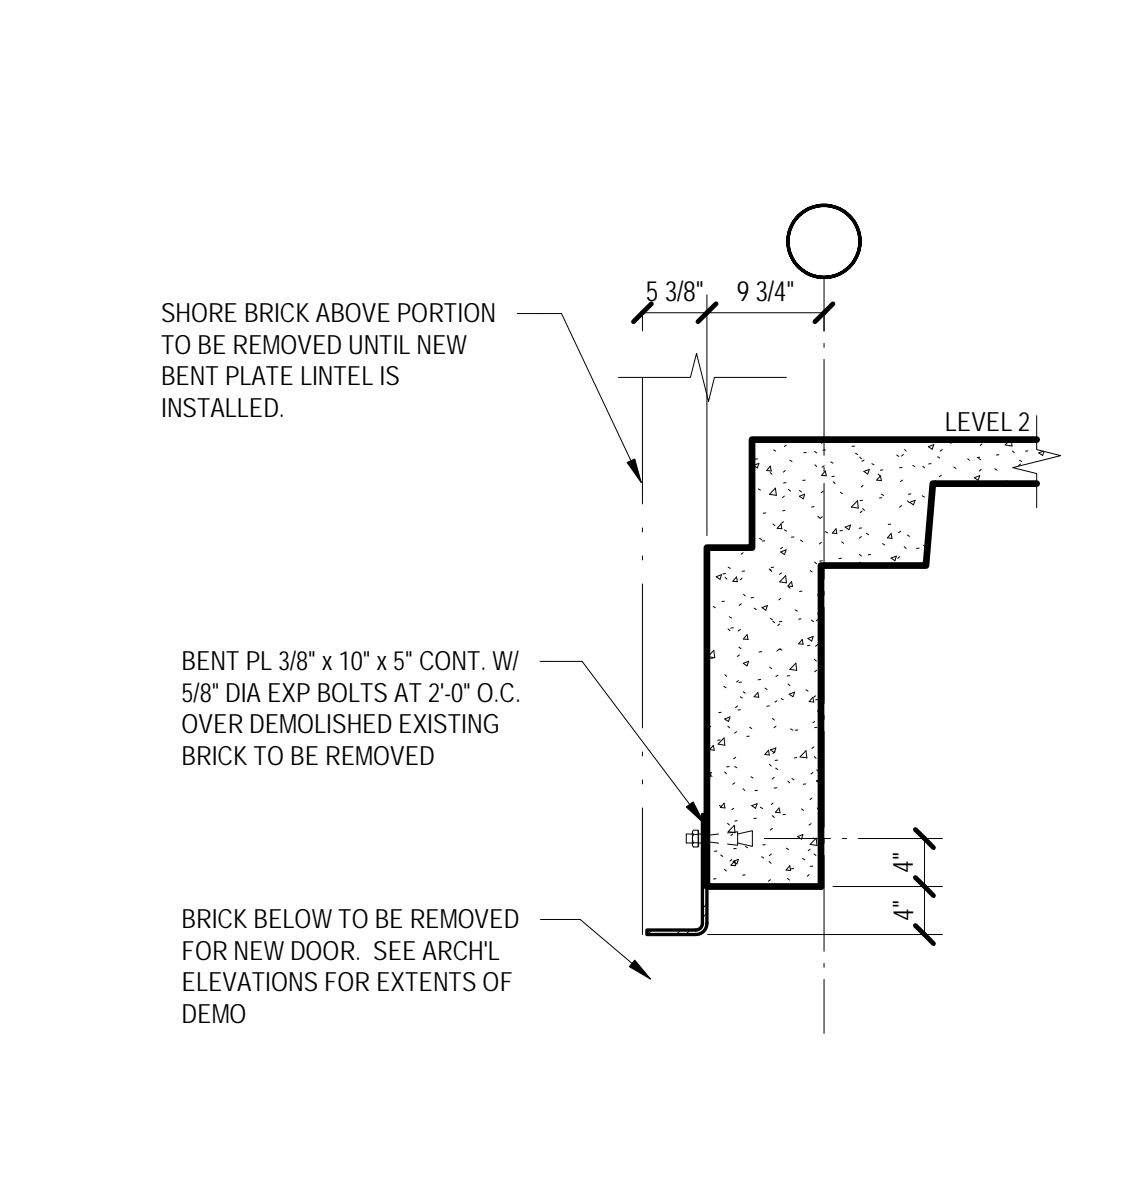 5 3/8" 9 3/4"
SHORE BRICK ABOVE PORTION
TO BE REMOVED UNTIL NEW
BENT PLATE LINTEL IS
INSTALLED.
LEVEL 2
BENT PL 3/8" x 10" x 5" CONT. W/
5/8" DIA EXP BOLTS AT 2'-0" O.C.
OVER DEMOLISHED EXISTING
BRICK TO BE REMOVED
4"
4"
BRICK BELOW TO BE REMOVED
FOR NEW DOOR.  SEE ARCH'L
ELEVATIONS FOR EXTENTS OF
DEMO